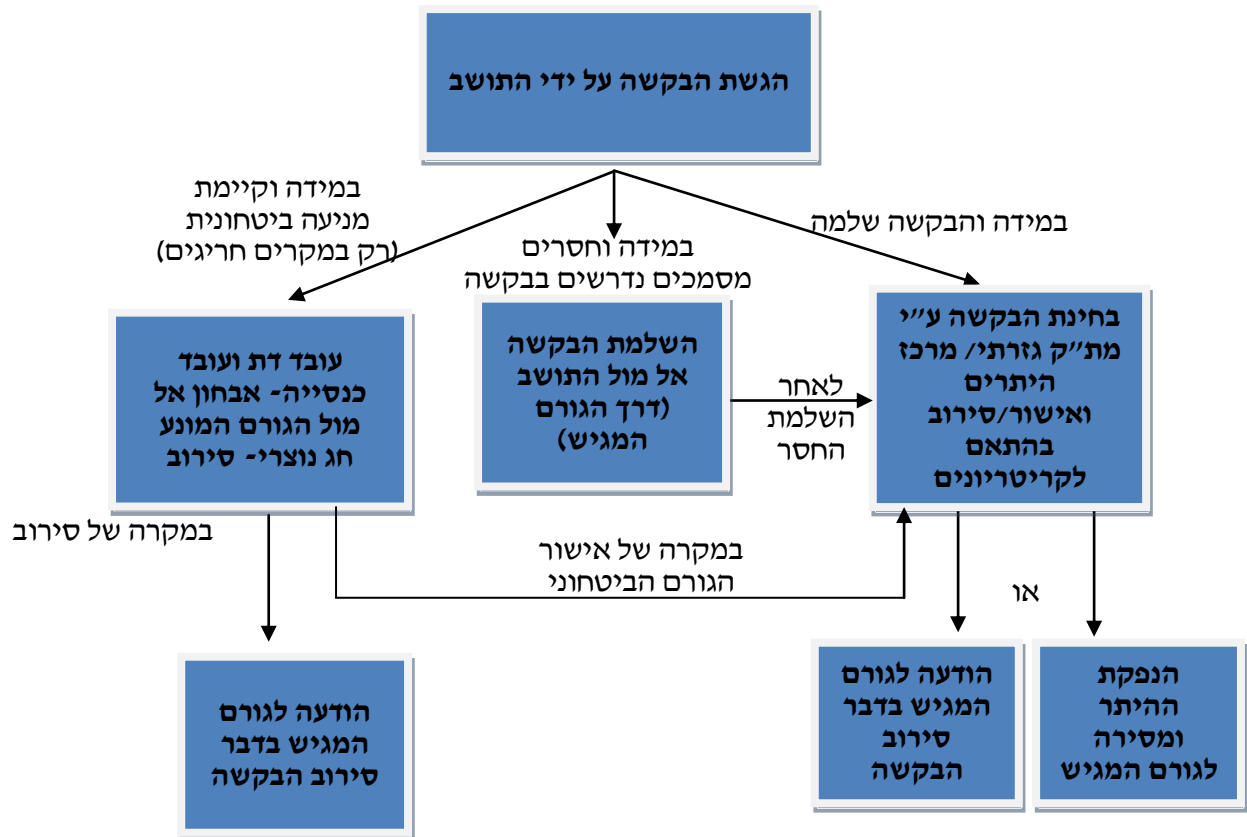 הגשת הבקשה על ידי התושב
במידה והבקשה שלמה
במידה וחסרים
מסמכים נדרשים בבקשה
במידה וקיימת
מניעה ביטחונית
(רק במקרים חריגים)
בחינת הבקשה ע"י
מת"ק גזרתי/ מרכז
היתרים
ואישור/סירוב
בהתאם
לקריטריונים
לאחר
השלמת
החסר
השלמת הבקשה
אל מול התושב
(דרך הגורם
המגיש)
עובד דת ועובד
כנסייה- אבחון אל
מול הגורם המונע
חג נוצרי- סירוב
במקרה של סירוב
במקרה של אישור
הגורם הביטחוני
או
הנפקת
ההיתר
ומסירה
לגורם המגיש
הודעה לגורם
המגיש בדבר
סירוב
הבקשה
הודעה לגורם
המגיש בדבר
סירוב הבקשה